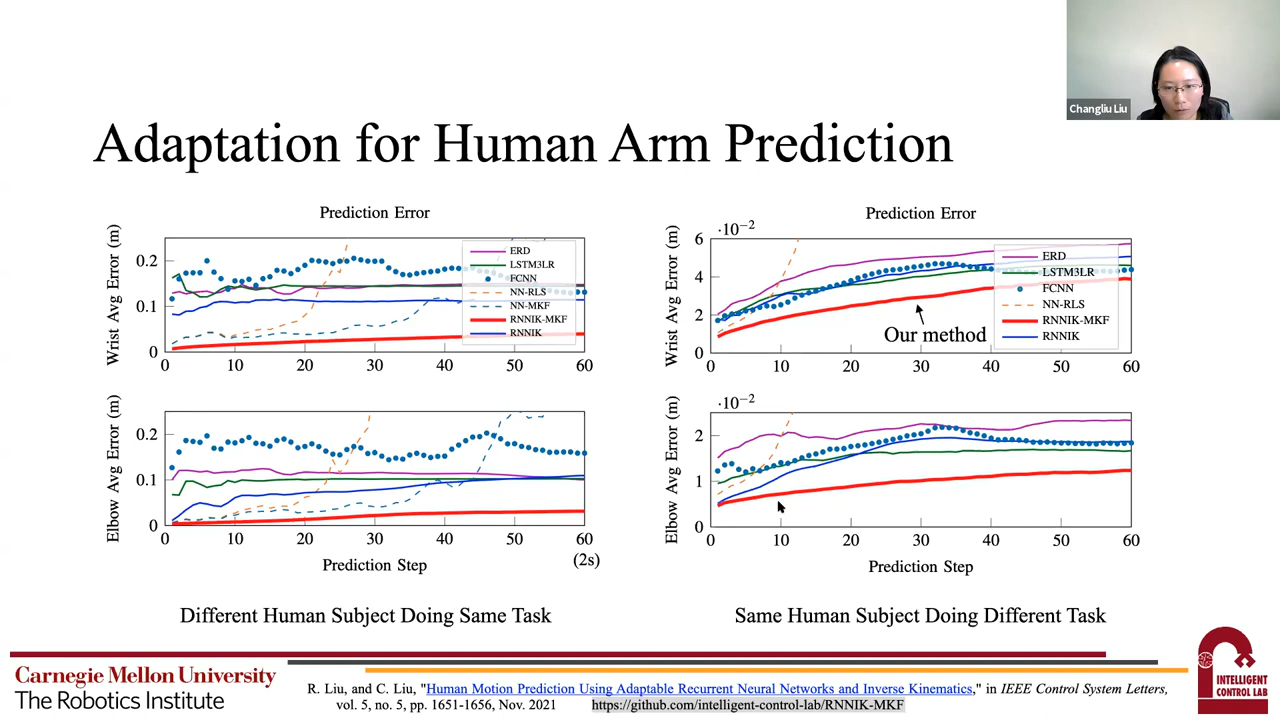 Changliu Liu
Adaptation for Human Arm Prediction
Prediction Error
Wrist Avg Error (m)
0.2
0.1
0
ERD
LSTM3LR
FCNN
NN-RLS
NN-MKF
RNNIK-MKF
RNNIK
0 10 20 30 40 50 60
Elbow Avg Error (m)
0.2
0.1
0
0 10 20 30 40 50 60
Prediction Step
(2s)
Different Human Subject Doing Same Task
Prediction Error
·10⁻²
Wrist Avg Error (m)
6
4
2
0
ERD
LSTM3LR
FCNN
NN-RLS
RNNIK-MKF
RNNIK
Our method
0 10 20 30 40 50 60
·10⁻²
Elbow Avg Error (m)
2
1
0
0 10 20 30 40 50 60
Prediction Step
Same Human Subject Doing Different Task
Carnegie Mellon University
The Robotics Institute
R. Liu, and C. Liu, "Human Motion Prediction Using Adaptable Recurrent Neural Networks and Inverse Kinematics," in IEEE Control System Letters,
vol. 5, no. 5, pp. 1651-1656, Nov. 2021 https://github.com/intelligent-control-lab/RNNIK-MKF
INTELLIGENT
CONTROL LAB